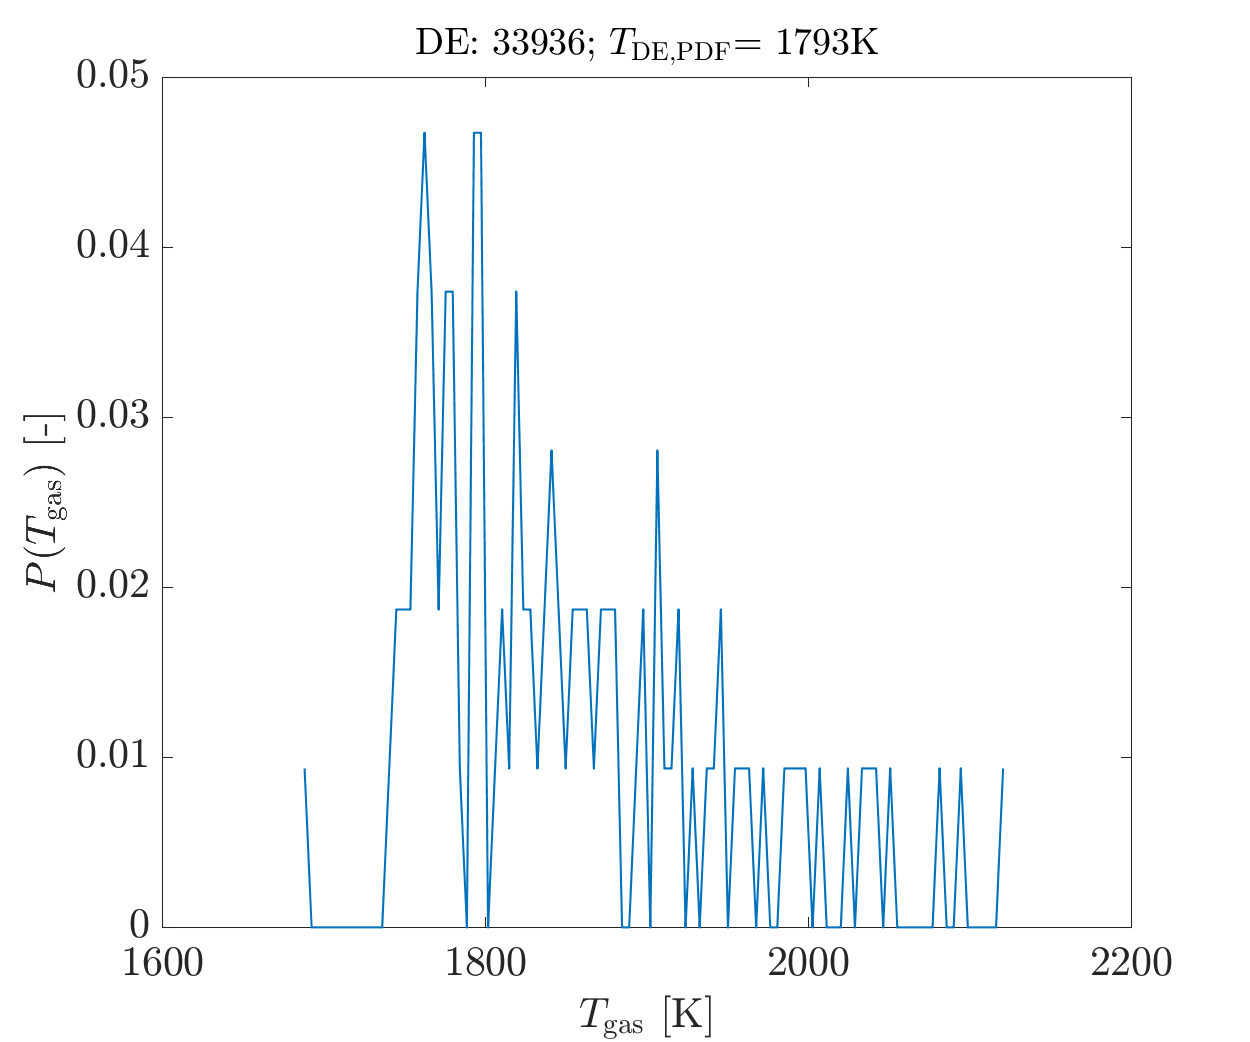 DE: 33936; T_DE,PDF= 1793K
0.05
0.04
0.03
0.02
0.01
0
P(T_gas) [-]
1600 1800 2000 2200
T_gas [K]